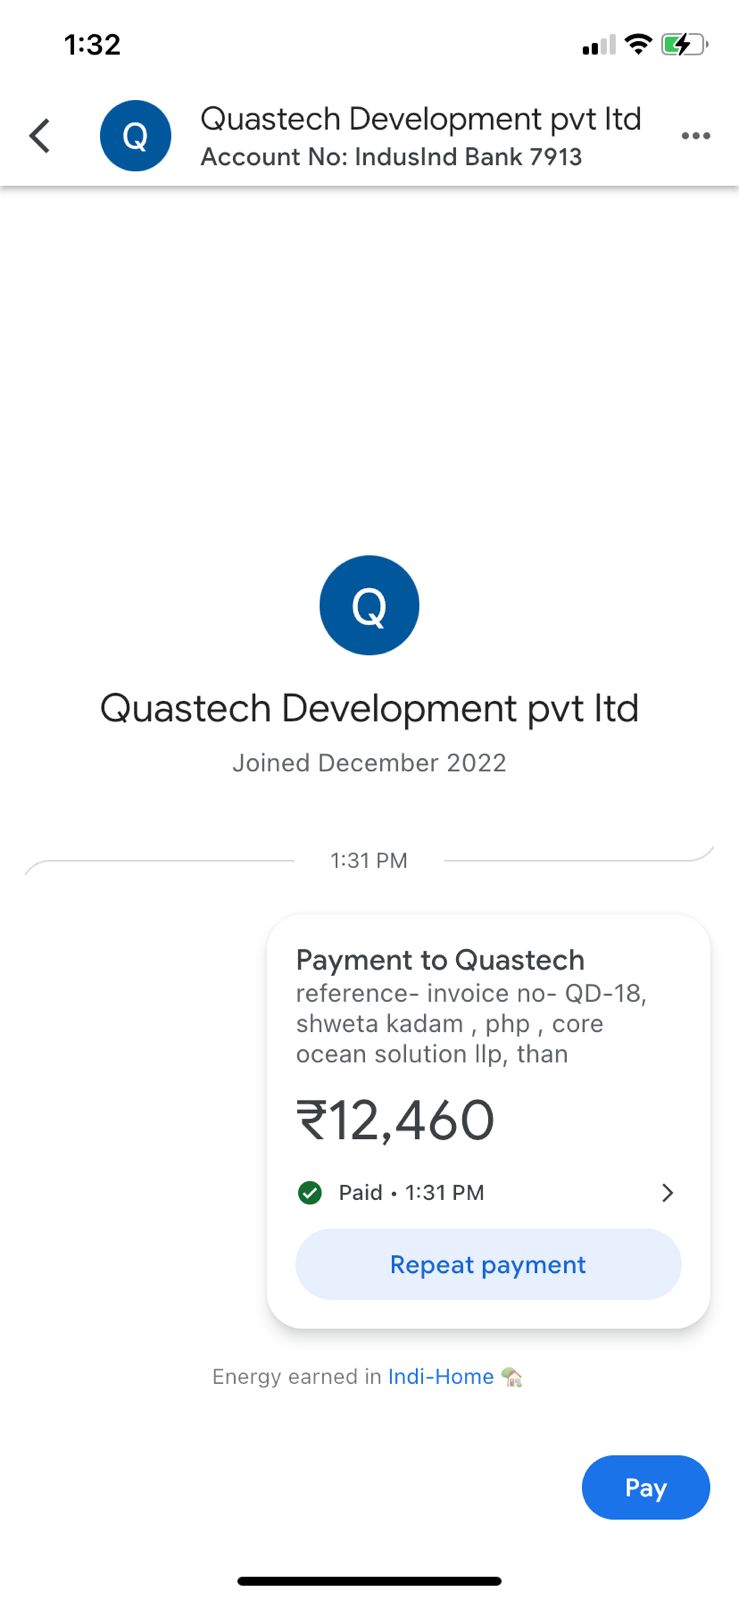 1:32
Q
Quastech Development pvt ltd
Account No: IndusInd Bank 7913
Q
Quastech Development pvt ltd
Joined December 2022
1:31 PM
Payment to Quastech
reference- invoice no- QD-18,
shweta kadam , php , core
ocean solution llp, than
₹12,460
Paid • 1:31 PM
Repeat payment
Energy earned in Indi-Home
Pay